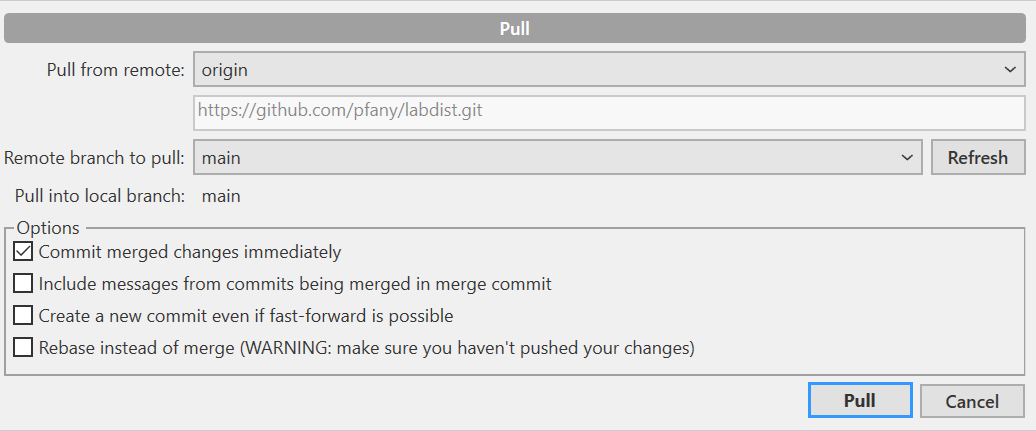 Pull
Pull from remote: origin
https://github.com/pfany/labdist.git
Remote branch to pull: main Refresh
Pull into local branch: main
Options
Commit merged changes immediately
Include messages from commits being merged in merge commit
Create a new commit even if fast-forward is possible
Rebase instead of merge (WARNING: make sure you haven't pushed your changes)
Pull Cancel